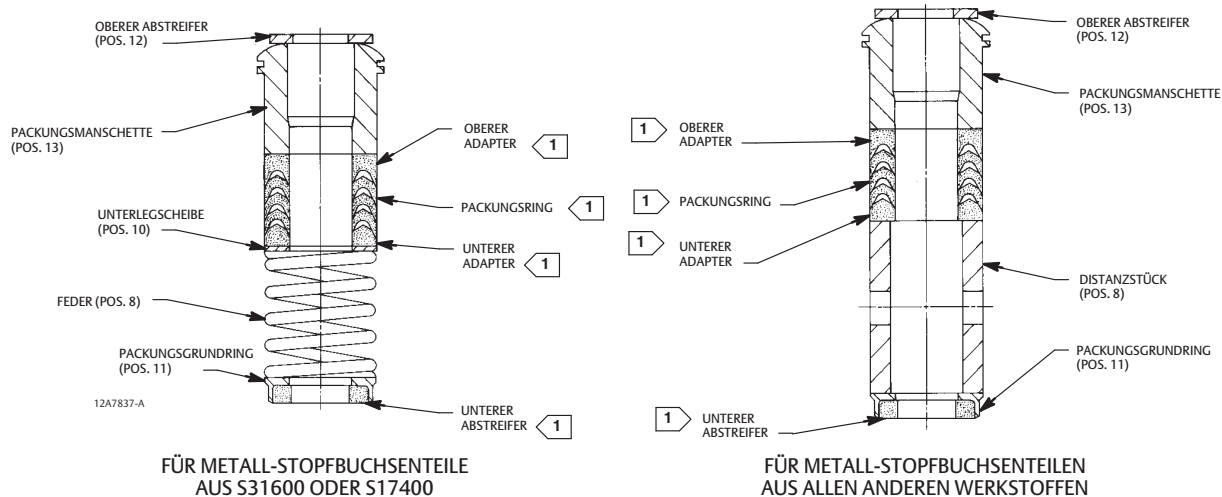 OBERER ABSTREIFER
(POS. 12)
PACKUNGSMANSCHETTE
(POS. 13)
OBERER
ADAPTER
1
PACKUNGSRING
1
UNTERLEGSCHEIBE
(POS. 10)
UNTERER
ADAPTER
1
FEDER (POS. 8)
PACKUNGSGRUNDRING
(POS. 11)
12A7837-A
UNTERER
ABSTREIFER
1
FÜR METALL-STOPFBUCHSENTEILE
AUS S31600 ODER S17400
OBERER ABSTREIFER
(POS. 12)
PACKUNGSMANSCHETTE
(POS. 13)
1
OBERER
ADAPTER
1
PACKUNGSRING
1
UNTERER
ADAPTER
DISTANZSTÜCK
(POS. 8)
PACKUNGSGRUNDRING
(POS. 11)
1
UNTERER
ABSTREIFER
FÜR METALL-STOPFBUCHSENTEILEN
AUS ALLEN ANDEREN WERKSTOFFEN